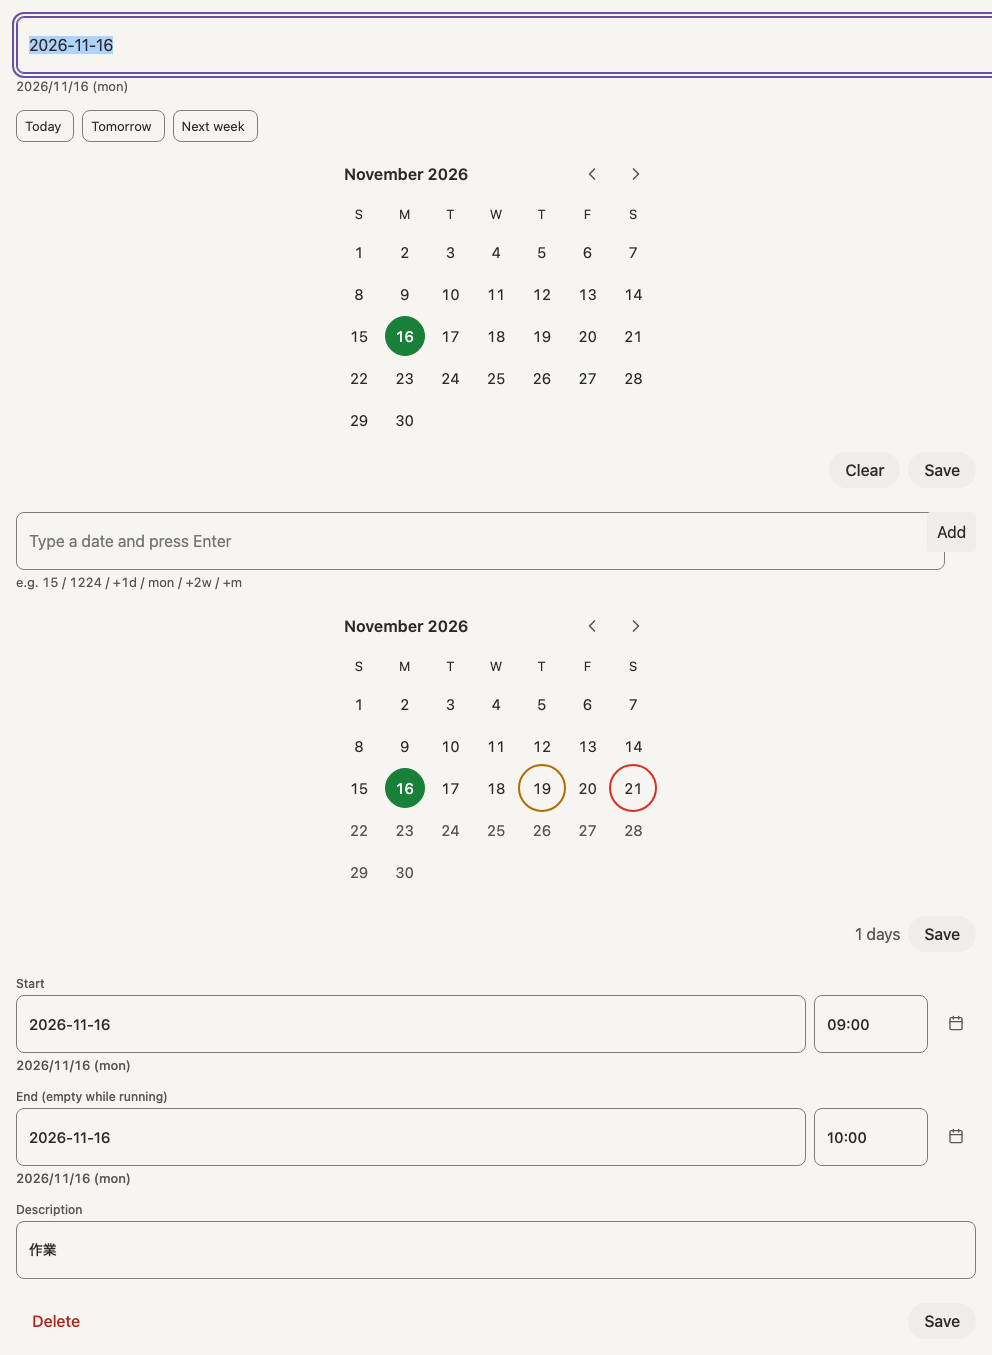 2026-11-16
2026/11/16 (mon)
Today Tomorrow Next week
November 2026
S M T W T F S
1 2 3 4 5 6 7
8 9 10 11 12 13 14
15 16 17 18 19 20 21
22 23 24 25 26 27 28
29 30
Clear Save
Type a date and press Enter Add
e.g. 15 / 1224 / +1d / mon / +2w / +m
November 2026
S M T W T F S
1 2 3 4 5 6 7
8 9 10 11 12 13 14
15 16 17 18 19 20 21
22 23 24 25 26 27 28
29 30
1 days Save
Start
2026-11-16 09:00
2026/11/16 (mon)
End (empty while running)
2026-11-16 10:00
2026/11/16 (mon)
Description
作業
Delete Save